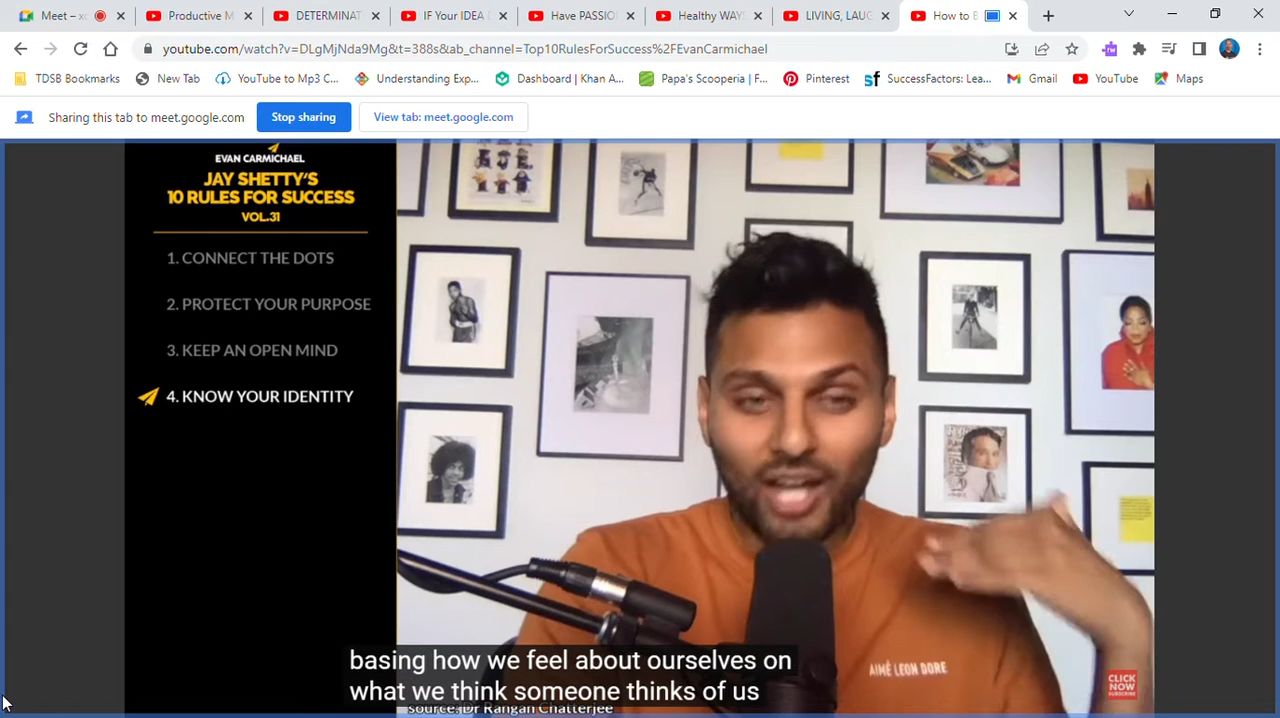 Meet – xc
Productive M
DETERMINAT
IF Your IDEA D
Have PASSIO
Healthy WAYS
LIVING, LAUG
How to B
youtube.com/watch?v=DLgMjNda9Mg&t=388s&ab_channel=Top10RulesForSuccess%2FEvanCarmichael
TDSB Bookmarks
New Tab
YouTube to Mp3 C...
Understanding Exp...
Dashboard | Khan A...
Papa's Scooperia | F...
Pinterest
SuccessFactors: Lea...
Gmail
YouTube
Maps
Sharing this tab to meet.google.com
Stop sharing
View tab: meet.google.com
EVAN CARMICHAEL
JAY SHETTY'S
10 RULES FOR SUCCESS
VOL.31
1. CONNECT THE DOTS
2. PROTECT YOUR PURPOSE
3. KEEP AN OPEN MIND
4. KNOW YOUR IDENTITY
basing how we feel about ourselves on
what we think someone thinks of us
source: Dr Rangan Chatterjee
AIMÉ LEON DORE
CLICK
NOW
SUBSCRIBE